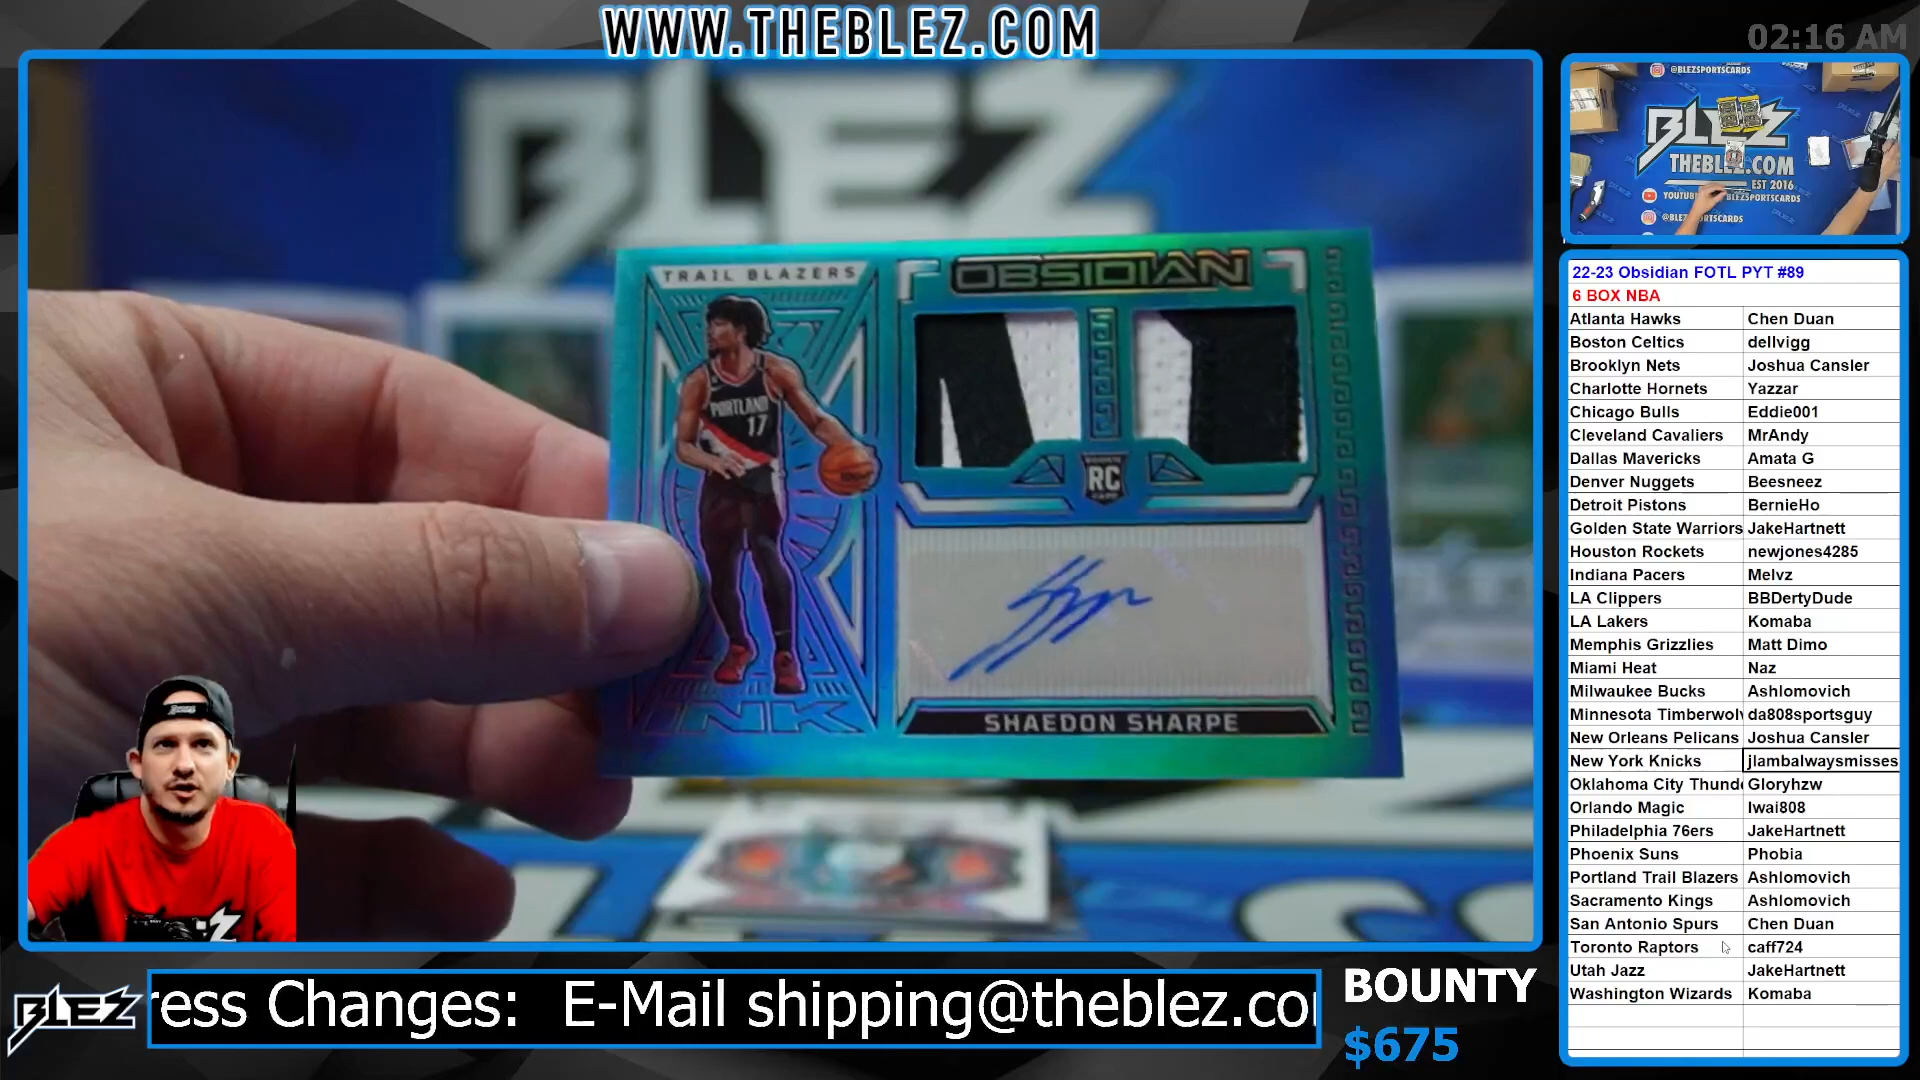 WWW.THEBLEZ.COM
02:16 AM
BLEZ
TRAIL BLAZERS
OBSIDIAN
PORTLAND
17
RC
INK
SHAEDON SHARPE
@BLEZSPORTSCARDS
BLEZ
THEBLEZ.COM
EST 2016
22-23 Obsidian FOTL PYT #89
6 BOX NBA
Atlanta Hawks Chen Duan
Boston Celtics dellvigg
Brooklyn Nets Joshua Cansler
Charlotte Hornets Yazzar
Chicago Bulls Eddie001
Cleveland Cavaliers MrAndy
Dallas Mavericks Amata G
Denver Nuggets Beesneez
Detroit Pistons BernieHo
Golden State Warriors JakeHartnett
Houston Rockets newjones4285
Indiana Pacers Melvz
LA Clippers BBDertyDude
LA Lakers Komaba
Memphis Grizzlies Matt Dimo
Miami Heat Naz
Milwaukee Bucks Ashlomovich
Minnesota Timberwolv da808sportsguy
New Orleans Pelicans Joshua Cansler
New York Knicks jlambalwaysmisses
Oklahoma City Thunde Gloryhzw
Orlando Magic Iwai808
Philadelphia 76ers JakeHartnett
Phoenix Suns Phobia
Portland Trail Blazers Ashlomovich
Sacramento Kings Ashlomovich
San Antonio Spurs Chen Duan
Toronto Raptors caff724
Utah Jazz JakeHartnett
Washington Wizards Komaba
BLEZ
ress Changes: E-Mail shipping@theblez.co
BOUNTY
$675